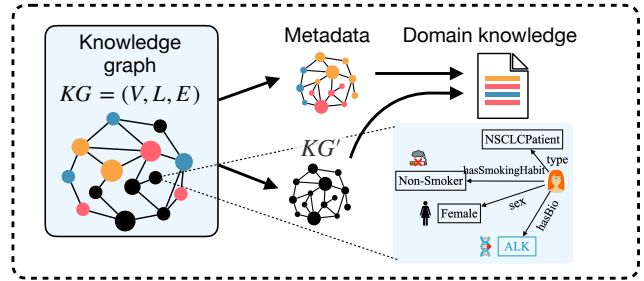 Knowledge
graph
KG = (V, L, E)
Metadata
Domain knowledge
KG′
NSCLCPatient
type
hasSmokingHabit
Non-Smoker
sex
Female
hasBio
ALK